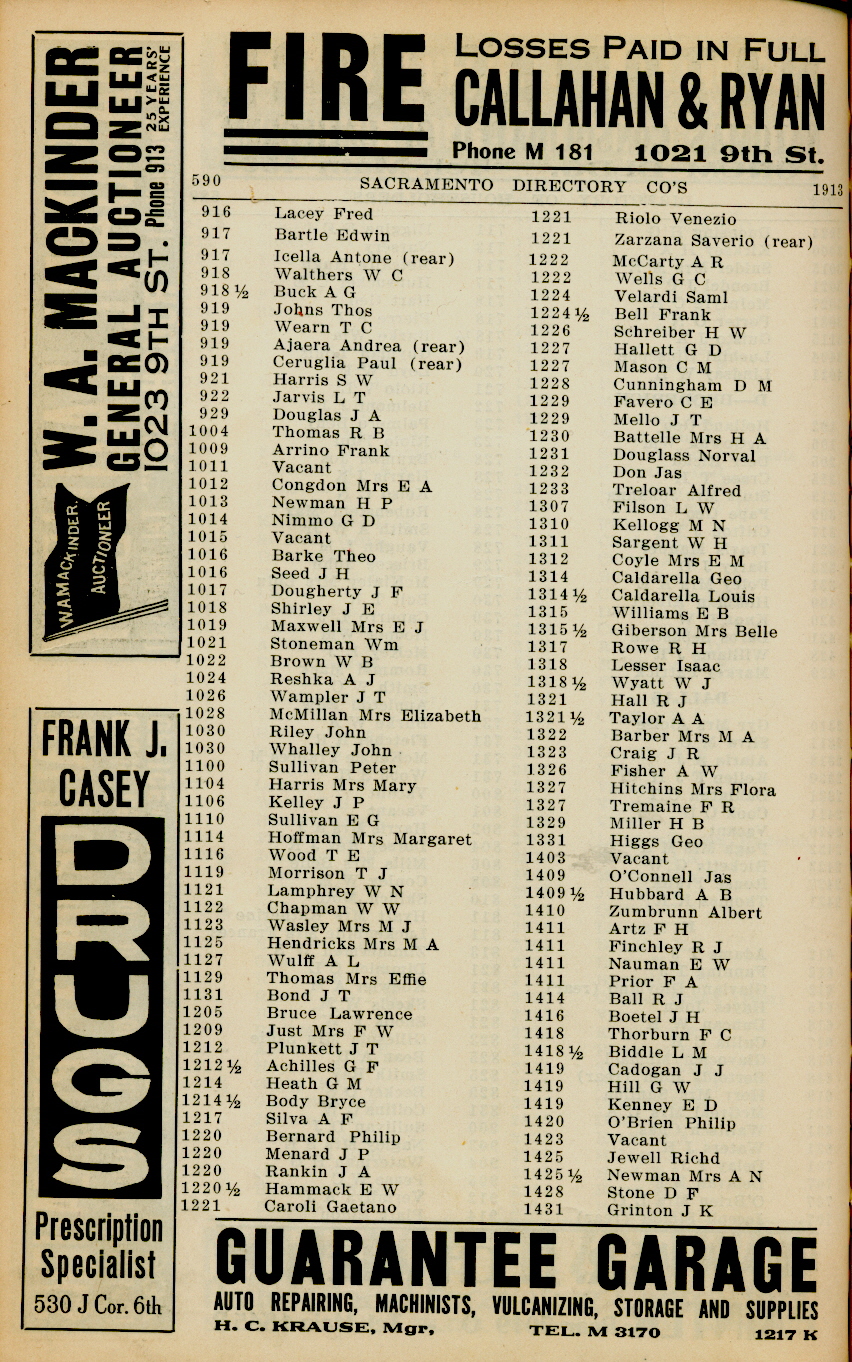 FIRE
LOSSES PAID IN FULL
CALLAHAN & RYAN
Phone M 181 1021 9th St.
W. A. MACKINDER
GENERAL AUCTIONEER
1023 9TH ST. Phone 913 25 YEARS' EXPERIENCE
W.A.MACKINDER.
AUCTIONEER
FRANK J.
CASEY
DRUGS
Prescription
Specialist
530 J Cor. 6th
590 SACRAMENTO DIRECTORY CO'S 1913
916 Lacey Fred
917 Bartle Edwin
917 Icella Antone (rear)
918 Walthers W C
918½ Buck A G
919 Johns Thos
919 Wearn T C
919 Ajaera Andrea (rear)
919 Ceruglia Paul (rear)
921 Harris S W
922 Jarvis L T
929 Douglas J A
1004 Thomas R B
1009 Arrino Frank
1011 Vacant
1012 Congdon Mrs E A
1013 Newman H P
1014 Nimmo G D
1015 Vacant
1016 Barke Theo
1016 Seed J H
1017 Dougherty J F
1018 Shirley J E
1019 Maxwell Mrs E J
1021 Stoneman Wm
1022 Brown W B
1024 Reshka A J
1026 Wampler J T
1028 McMillan Mrs Elizabeth
1030 Riley John
1030 Whalley John
1100 Sullivan Peter
1104 Harris Mrs Mary
1106 Kelley J P
1110 Sullivan E G
1114 Hoffman Mrs Margaret
1116 Wood T E
1119 Morrison T J
1121 Lamphrey W N
1122 Chapman W W
1123 Wasley Mrs M J
1125 Hendricks Mrs M A
1127 Wulff A L
1129 Thomas Mrs Effie
1131 Bond J T
1205 Bruce Lawrence
1209 Just Mrs F W
1212 Plunkett J T
1212½ Achilles G F
1214 Heath G M
1214½ Body Bryce
1217 Silva A F
1220 Bernard Philip
1220 Menard J P
1220 Rankin J A
1220½ Hammack E W
1221 Caroli Gaetano
1221 Riolo Venezio
1221 Zarzana Saverio (rear)
1222 McCarty A R
1222 Wells G C
1224 Velardi Saml
1224½ Bell Frank
1226 Schreiber H W
1227 Hallett G D
1227 Mason C M
1228 Cunningham D M
1229 Favero C E
1229 Mello J T
1230 Battelle Mrs H A
1231 Douglass Norval
1232 Don Jas
1233 Treloar Alfred
1307 Filson L W
1310 Kellogg M N
1311 Sargent W H
1312 Coyle Mrs E M
1314 Caldarella Geo
1314½ Caldarella Louis
1315 Williams E B
1315½ Giberson Mrs Belle
1317 Rowe R H
1318 Lesser Isaac
1318½ Wyatt W J
1321 Hall R J
1321½ Taylor A A
1322 Barber Mrs M A
1323 Craig J R
1326 Fisher A W
1327 Hitchins Mrs Flora
1327 Tremaine F R
1329 Miller H B
1331 Higgs Geo
1403 Vacant
1409 O'Connell Jas
1409½ Hubbard A B
1410 Zumbrunn Albert
1411 Artz F H
1411 Finchley R J
1411 Nauman E W
1411 Prior F A
1414 Ball R J
1416 Boetel J H
1418 Thorburn F C
1418½ Biddle L M
1419 Cadogan J J
1419 Hill G W
1419 Kenney E D
1420 O'Brien Philip
1423 Vacant
1425 Jewell Richd
1425½ Newman Mrs A N
1428 Stone D F
1431 Grinton J K
GUARANTEE GARAGE
AUTO REPAIRING, MACHINISTS, VULCANIZING, STORAGE AND SUPPLIES
H. C. KRAUSE, Mgr, TEL. M 3170 1217 K